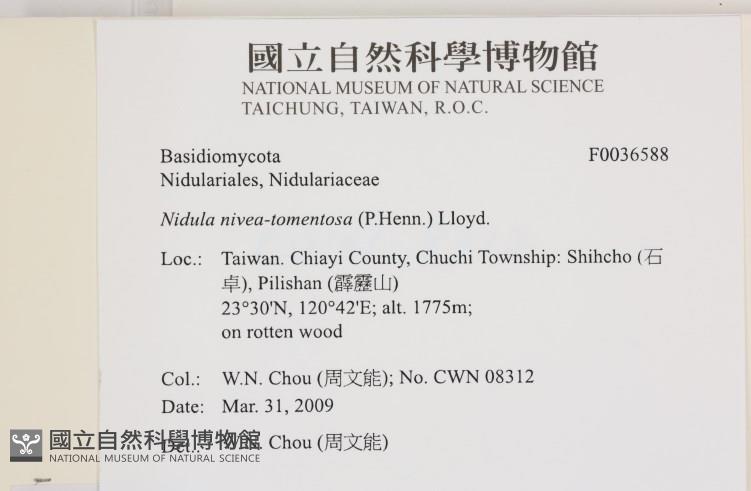 國立自然科學博物館
NATIONAL MUSEUM OF NATURAL SCIENCE
TAICHUNG, TAIWAN, R.O.C.
Basidiomycota F0036588
Nidulariales, Nidulariaceae
Nidula nivea-tomentosa (P.Henn.) Lloyd.
Loc.: Taiwan. Chiayi County, Chuchi Township: Shihcho (石
卓), Pilishan (霹靂山)
23°30'N, 120°42'E; alt. 1775m;
on rotten wood
Col.: W.N. Chou (周文能); No. CWN 08312
Date: Mar. 31, 2009
Det.: W.N. Chou (周文能)
國立自然科學博物館
NATIONAL MUSEUM OF NATURAL SCIENCE